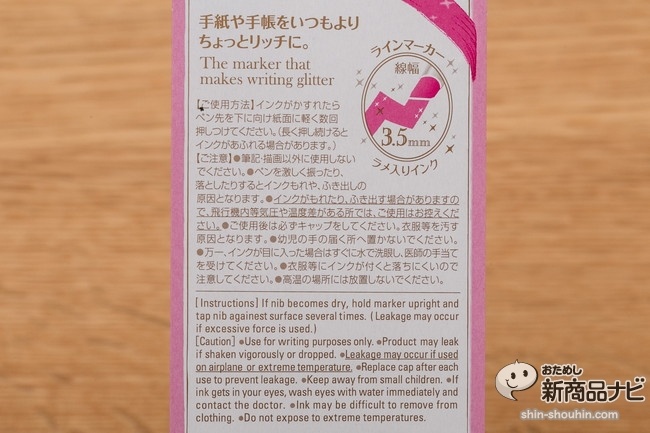 手紙や手帳をいつもより
ちょっとリッチに。
The marker that
makes writing glitter
ラインマーカー
線幅
3.5mm
ラメ入りインク
【ご使用方法】インクがかすれたら
ペン先を下に向け紙面に軽く数回
押しつけてください。（長く押し続けると
インクがあふれる場合があります。）
【ご注意】●筆記・描画以外に使用しない
でください。●ペンを激しく振ったり、
落としたりするとインクもれや、ふき出しの
原因となります。●インクがもれたり、ふき出す場合がありますの
で、飛行機内等気圧や温度差がある所では、ご使用はお控えくだ
さい。●ご使用後は必ずキャップをしてください。衣服等を汚す
原因となります。●幼児の手の届く所へ置かないでください。
●万一、インクが目に入った場合はすぐに水で洗眼し、医師の手当て
を受けてください。●衣服等にインクが付くと落ちにくいので
注意してください。●高温の場所には放置しないでください。
[Instructions] If nib becomes dry, hold marker upright and
tap nib againest surface several times. (Leakage may occur
if excessive force is used.)
[Caution] ●Use for writing purposes only. ●Product may
leak if shaken vigorously or dropped. ●Leakage may occur if used
on airplane or extreme temperature. ●Replace cap after each
use to prevent leakage. ●Keep away from small children. ●If
ink gets in your eyes, wash eyes with water immediately and
contact the doctor. ●Ink may be difficult to remove from
clothing. ●Do not expose to extreme temperatures.
おためし
新商品ナビ
shin-shouhin.com